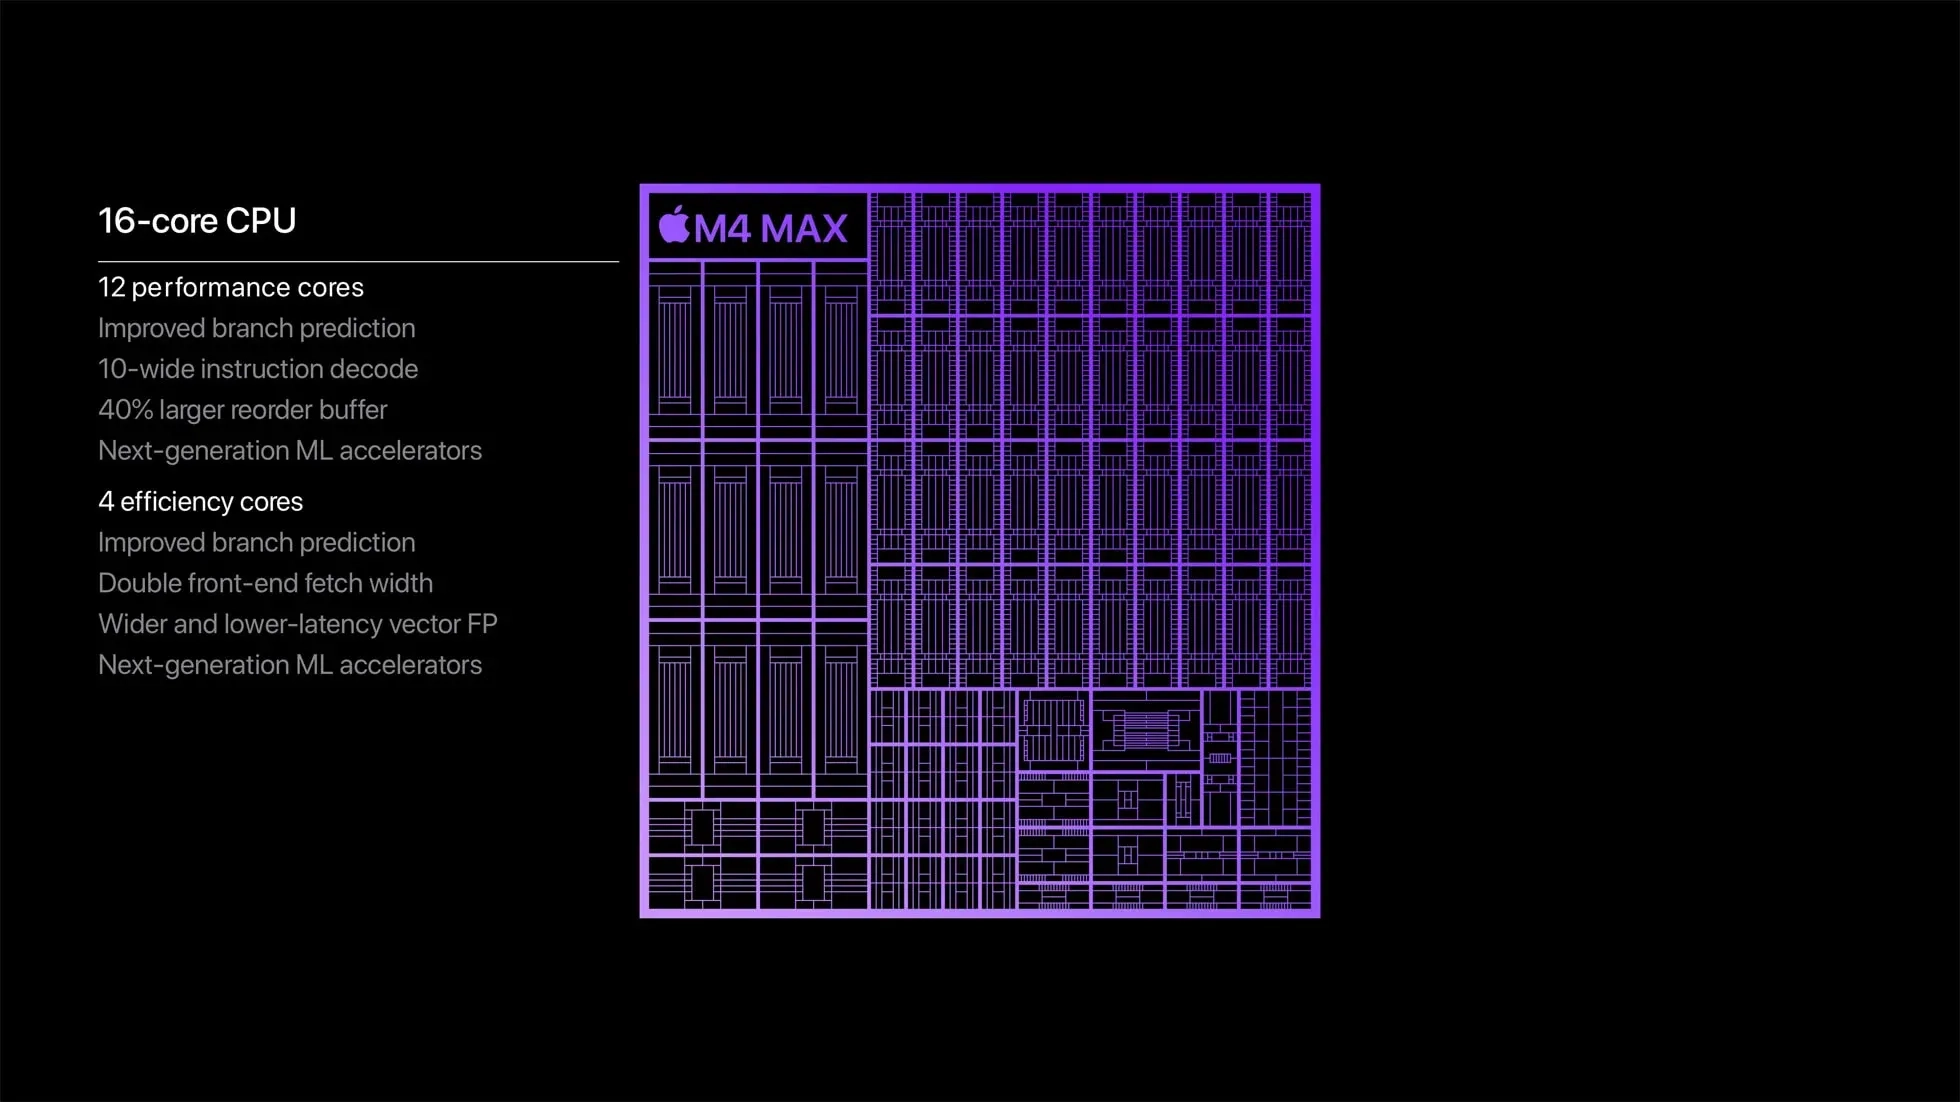 16-core CPU
12 performance cores
Improved branch prediction
10-wide instruction decode
40% larger reorder buffer
Next-generation ML accelerators
4 efficiency cores
Improved branch prediction
Double front-end fetch width
Wider and lower-latency vector FP
Next-generation ML accelerators
M4 MAX